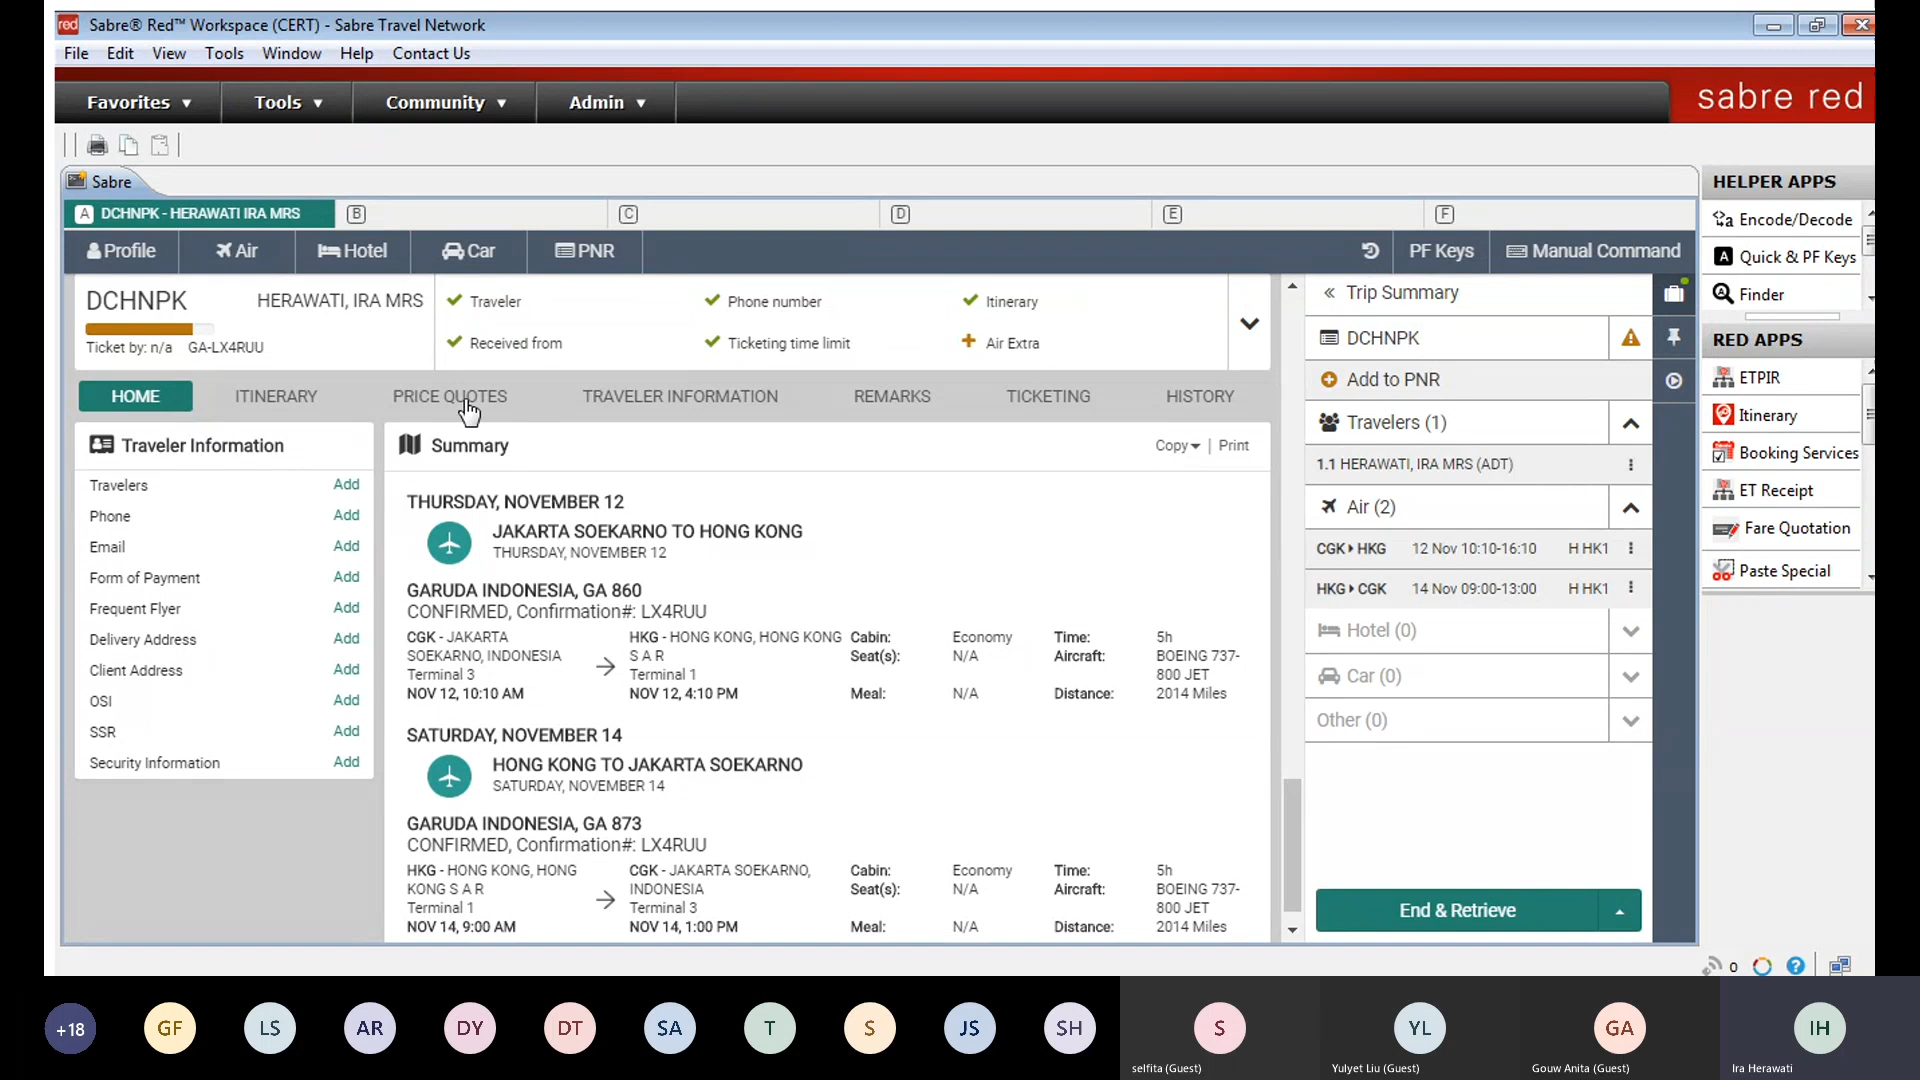 red Sabre® Red™ Workspace (CERT) - Sabre Travel Network
File Edit View Tools Window Help Contact Us
Favorites ▼ Tools ▼ Community ▼ Admin ▼
sabre red
Sabre
A DCHNPK - HERAWATI IRA MRS B C D E F
Profile Air Hotel Car PNR PF Keys Manual Command
DCHNPK HERAWATI, IRA MRS
Ticket by: n/a GA-LX4RUU
Traveler Phone number Itinerary
Received from Ticketing time limit Air Extra
HOME ITINERARY PRICE QUOTES TRAVELER INFORMATION REMARKS TICKETING HISTORY
Traveler Information
Travelers Add
Phone Add
Email Add
Form of Payment Add
Frequent Flyer Add
Delivery Address Add
Client Address Add
OSI Add
SSR Add
Security Information Add
Summary Copy | Print
THURSDAY, NOVEMBER 12
JAKARTA SOEKARNO TO HONG KONG
THURSDAY, NOVEMBER 12
GARUDA INDONESIA, GA 860
CONFIRMED, Confirmation#: LX4RUU
CGK - JAKARTA HKG - HONG KONG, HONG KONG Cabin: Economy Time: 5h
SOEKARNO, INDONESIA S A R Seat(s): N/A Aircraft: BOEING 737-
Terminal 3 Terminal 1 800 JET
NOV 12, 10:10 AM NOV 12, 4:10 PM Meal: N/A Distance: 2014 Miles
SATURDAY, NOVEMBER 14
HONG KONG TO JAKARTA SOEKARNO
SATURDAY, NOVEMBER 14
GARUDA INDONESIA, GA 873
CONFIRMED, Confirmation#: LX4RUU
HKG - HONG KONG, HONG CGK - JAKARTA SOEKARNO, Cabin: Economy Time: 5h
KONG S A R INDONESIA Seat(s): N/A Aircraft: BOEING 737-
Terminal 1 Terminal 3 800 JET
NOV 14, 9:00 AM NOV 14, 1:00 PM Meal: N/A Distance: 2014 Miles
« Trip Summary
DCHNPK
Add to PNR
Travelers (1)
1.1 HERAWATI, IRA MRS (ADT)
Air (2)
CGK HKG 12 Nov 10:10-16:10 H HK1
HKG CGK 14 Nov 09:00-13:00 H HK1
Hotel (0)
Car (0)
Other (0)
End & Retrieve
HELPER APPS
Encode/Decode
A Quick & PF Keys
Finder
RED APPS
ETPIR
Itinerary
Booking Services
ET Receipt
Fare Quotation
Paste Special
0
+18 GF LS AR DY DT SA T S JS SH S YL GA IH
selfita (Guest) Yulyet Liu (Guest) Gouw Anita (Guest) Ira Herawati